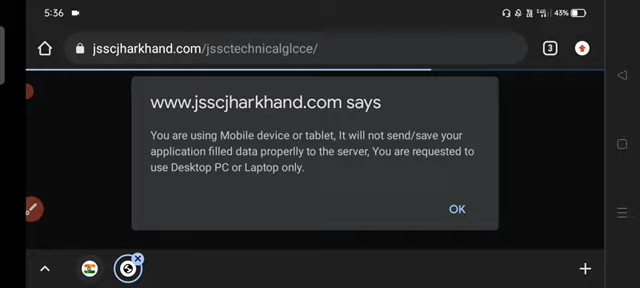 5:36
43%
jsscjharkhand.com/jssctechnicalglcce/
3
www.jsscjharkhand.com says
You are using Mobile device or tablet, It will not send/save your
application filled data properlly to the server, You are requested to
use Desktop PC or Laptop only.
OK